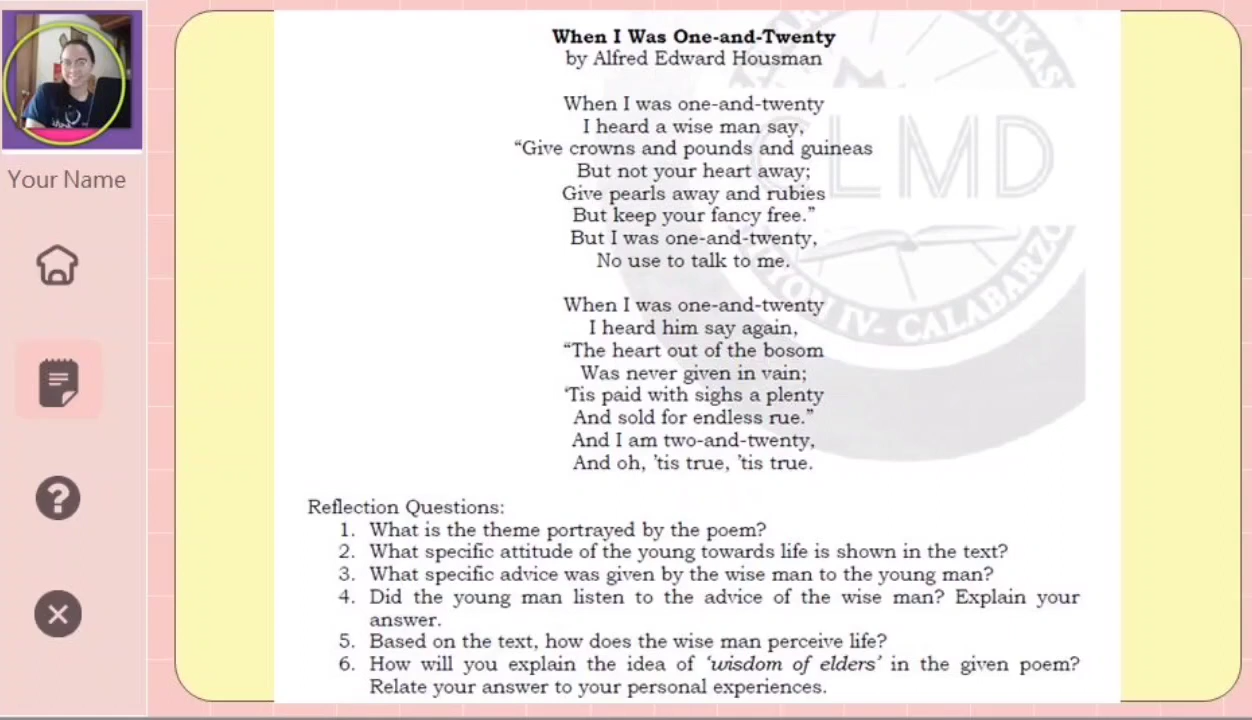 When I Was One-and-Twenty
by Alfred Edward Housman
When I was one-and-twenty
I heard a wise man say,
“Give crowns and pounds and guineas
But not your heart away;
Give pearls away and rubies
But keep your fancy free.”
But I was one-and-twenty,
No use to talk to me.
When I was one-and-twenty
I heard him say again,
“The heart out of the bosom
Was never given in vain;
‘Tis paid with sighs a plenty
And sold for endless rue.”
And I am two-and-twenty,
And oh, ’tis true, ’tis true.
Reflection Questions:
1. What is the theme portrayed by the poem?
2. What specific attitude of the young towards life is shown in the text?
3. What specific advice was given by the wise man to the young man?
4. Did the young man listen to the advice of the wise man? Explain your
answer.
5. Based on the text, how does the wise man perceive life?
6. How will you explain the idea of ‘wisdom of elders’ in the given poem?
Relate your answer to your personal experiences.
Your Name
CLMD
IV- CALABARZO